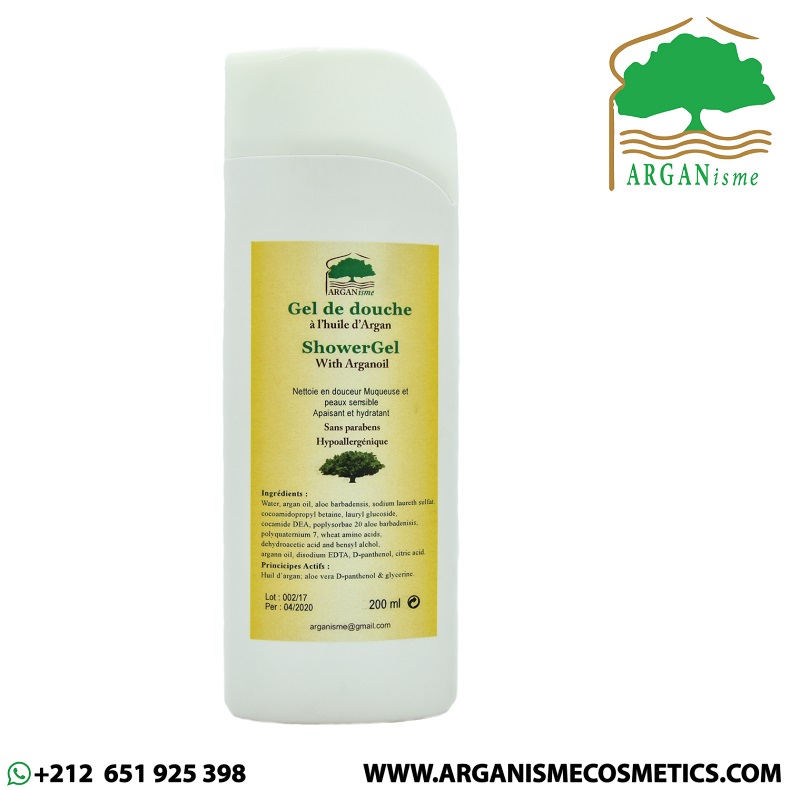 ARGANisme
ARGANisme
Gel de douche
à l'huile d'Argan
ShowerGel
With Arganoil
Nettoie en douceur Muqueuse et
peaux sensible
Apaisant et hydratant
Sans parabens
Hypoallergénique
Ingrédients :
Water, argan oil, aloe barbadensis, sodium laureth sulfat,
cocoamidopropyl betaine, lauryl glucoside,
cocamide DEA, poplysorbae 20 aloe barbadenisis,
polyquaternium 7, wheat amino acids,
dehydroacetic acid and bensyl alchol,
argann oil, disodium EDTA, D-panthenol, citric acid.
Princicipes Actifs :
Huil d'argan, aloe vera D-panthenol & glycerine.
Lot : 002/17
Per : 04/2020
200 ml
arganisme@gmail.com
+212 651 925 398
WWW.ARGANISMECOSMETICS.COM